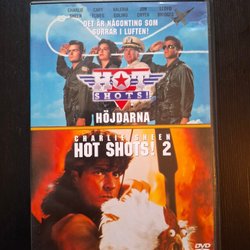 CHARLIE SHEEN CARY ELWES VALERIA GOLINO JON CRYER LLOYD BRIDGES
DET ÄR NÅGONTING SOM
SURRAR I LUFTEN!
HOT
SHOTS!
HÖJDARNA
CHARLIE SHEEN
HOT SHOTS! 2
DVD